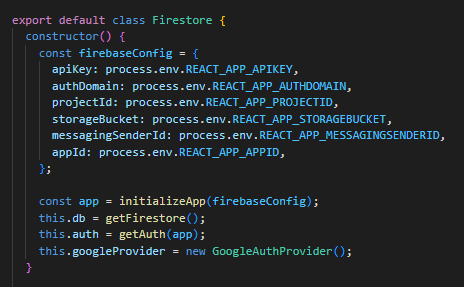 export default class Firestore {
  constructor() {
    const firebaseConfig = {
      apiKey: process.env.REACT_APP_APIKEY,
      authDomain: process.env.REACT_APP_AUTHDOMAIN,
      projectId: process.env.REACT_APP_PROJECTID,
      storageBucket: process.env.REACT_APP_STORAGEBUCKET,
      messagingSenderId: process.env.REACT_APP_MESSAGINGSENDERID,
      appId: process.env.REACT_APP_APPID,
    };

    const app = initializeApp(firebaseConfig);
    this.db = getFirestore();
    this.auth = getAuth(app);
    this.googleProvider = new GoogleAuthProvider();
  }